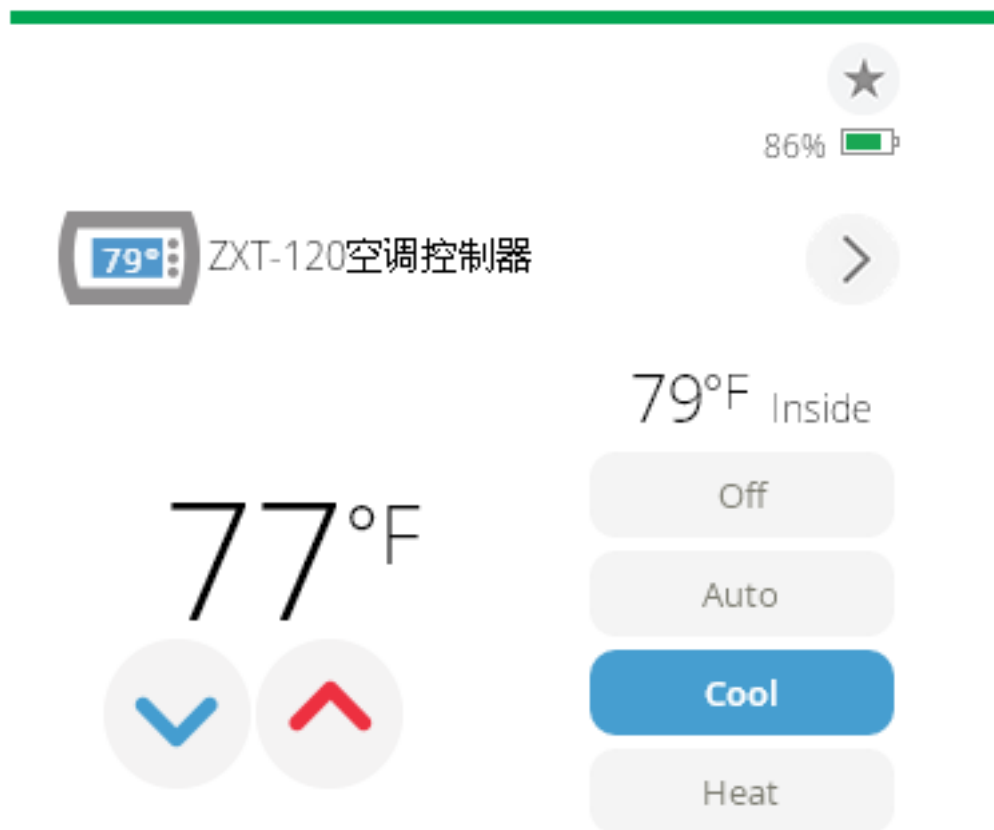 86%
79°
ZXT-120空调控制器
79°F Inside
77°F
Off
Auto
Cool
Heat